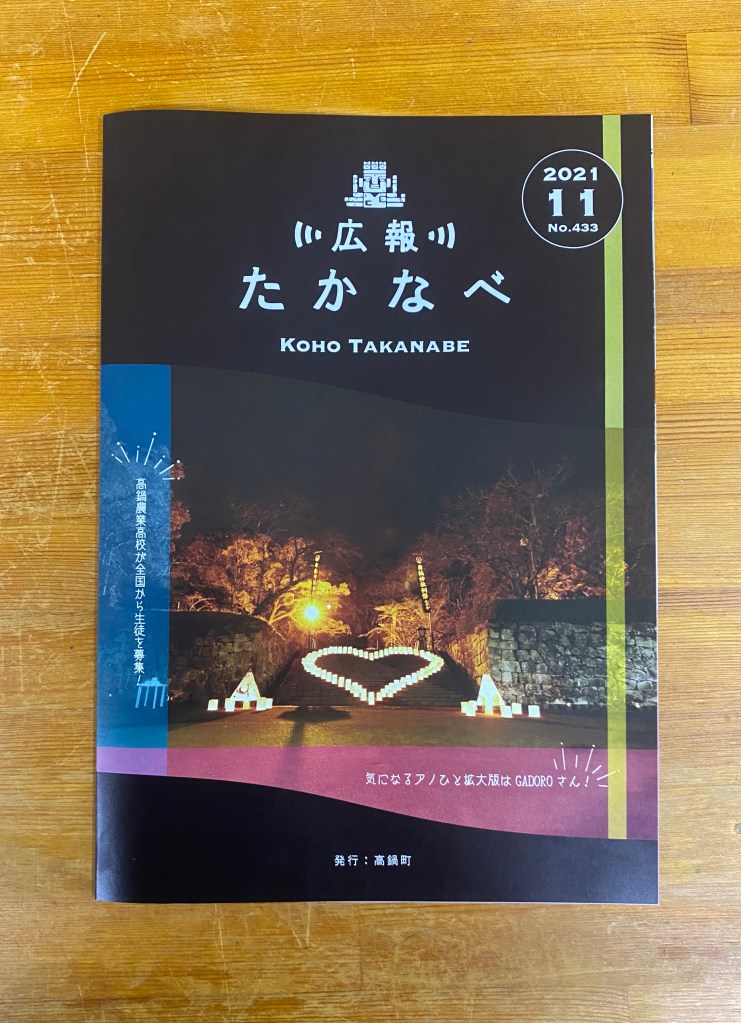 2021
11
No.433
広報
たかなべ
KOHO TAKANABE
高鍋農業高校が全国から生徒を募集！
気になるアノひと拡大版はGADOROさん！
発行：高鍋町